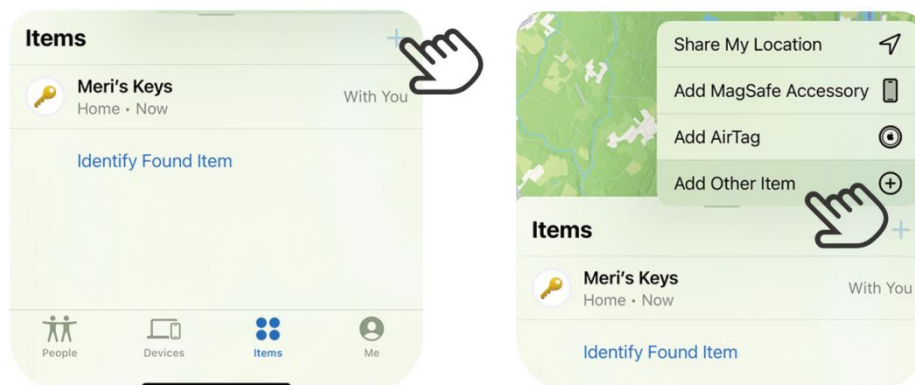 Items
Meri's Keys
Home • Now
With You
Identify Found Item
People
Devices
Items
Me
Share My Location
Add MagSafe Accessory
Add AirTag
Add Other Item
Items
Meri's Keys
Home • Now
With You
Identify Found Item